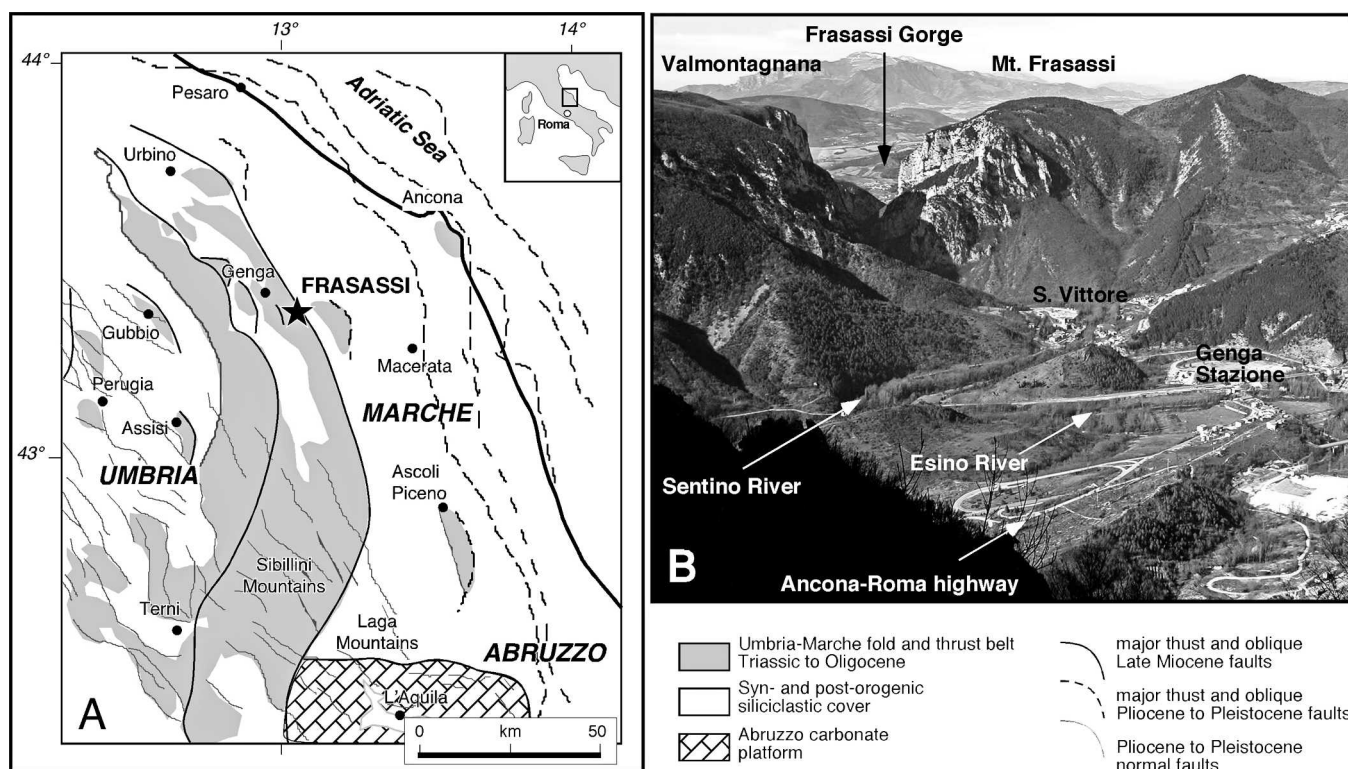 13°
14°
44°
Pesaro
Adriatic Sea
Roma
Urbino
Ancona
Genga
FRASASSI
Gubbio
Macerata
Perugia
MARCHE
Assisi
43°
UMBRIA
Ascoli
Piceno
Sibillini
Mountains
Terni
Laga
Mountains
ABRUZZO
L'Aquila
A
0
km
50
Frasassi Gorge
Valmontagnana
Mt. Frasassi
S. Vittore
Genga
Stazione
Esino River
Sentino River
B
Ancona-Roma highway
Umbria-Marche fold and thrust belt
Triassic to Oligocene
Syn- and post-orogenic
siliciclastic cover
Abruzzo carbonate
platform
major thust and oblique
Late Miocene faults
major thust and oblique
Pliocene to Pleistocene faults
Pliocene to Pleistocene
normal faults